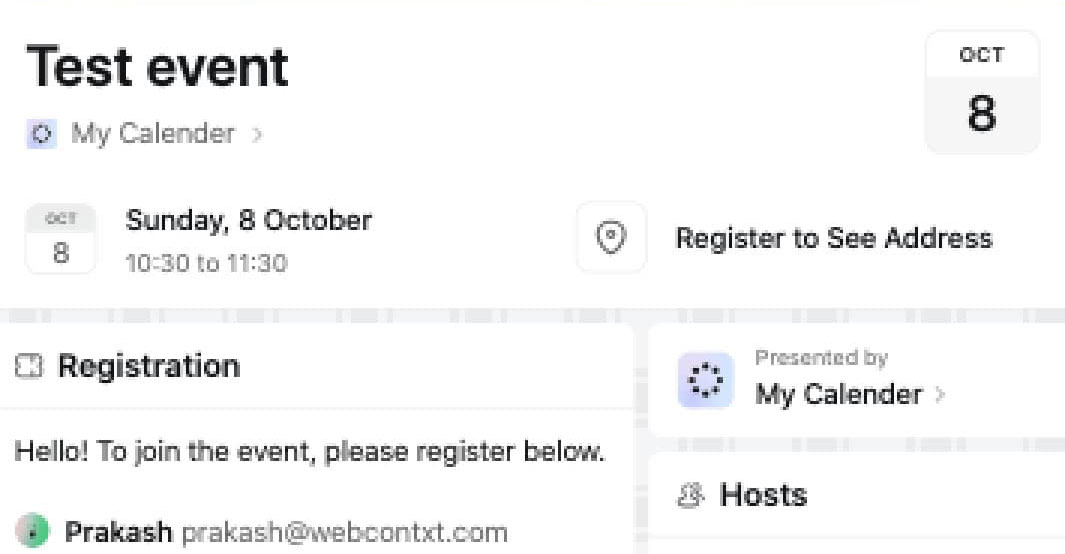 Test event
OCT
8
My Calender
OCT
8
Sunday, 8 October
10:30 to 11:30
Register to See Address
Registration
Hello! To join the event, please register below.
Prakash prakash@webcontxt.com
Presented by
My Calender
Hosts